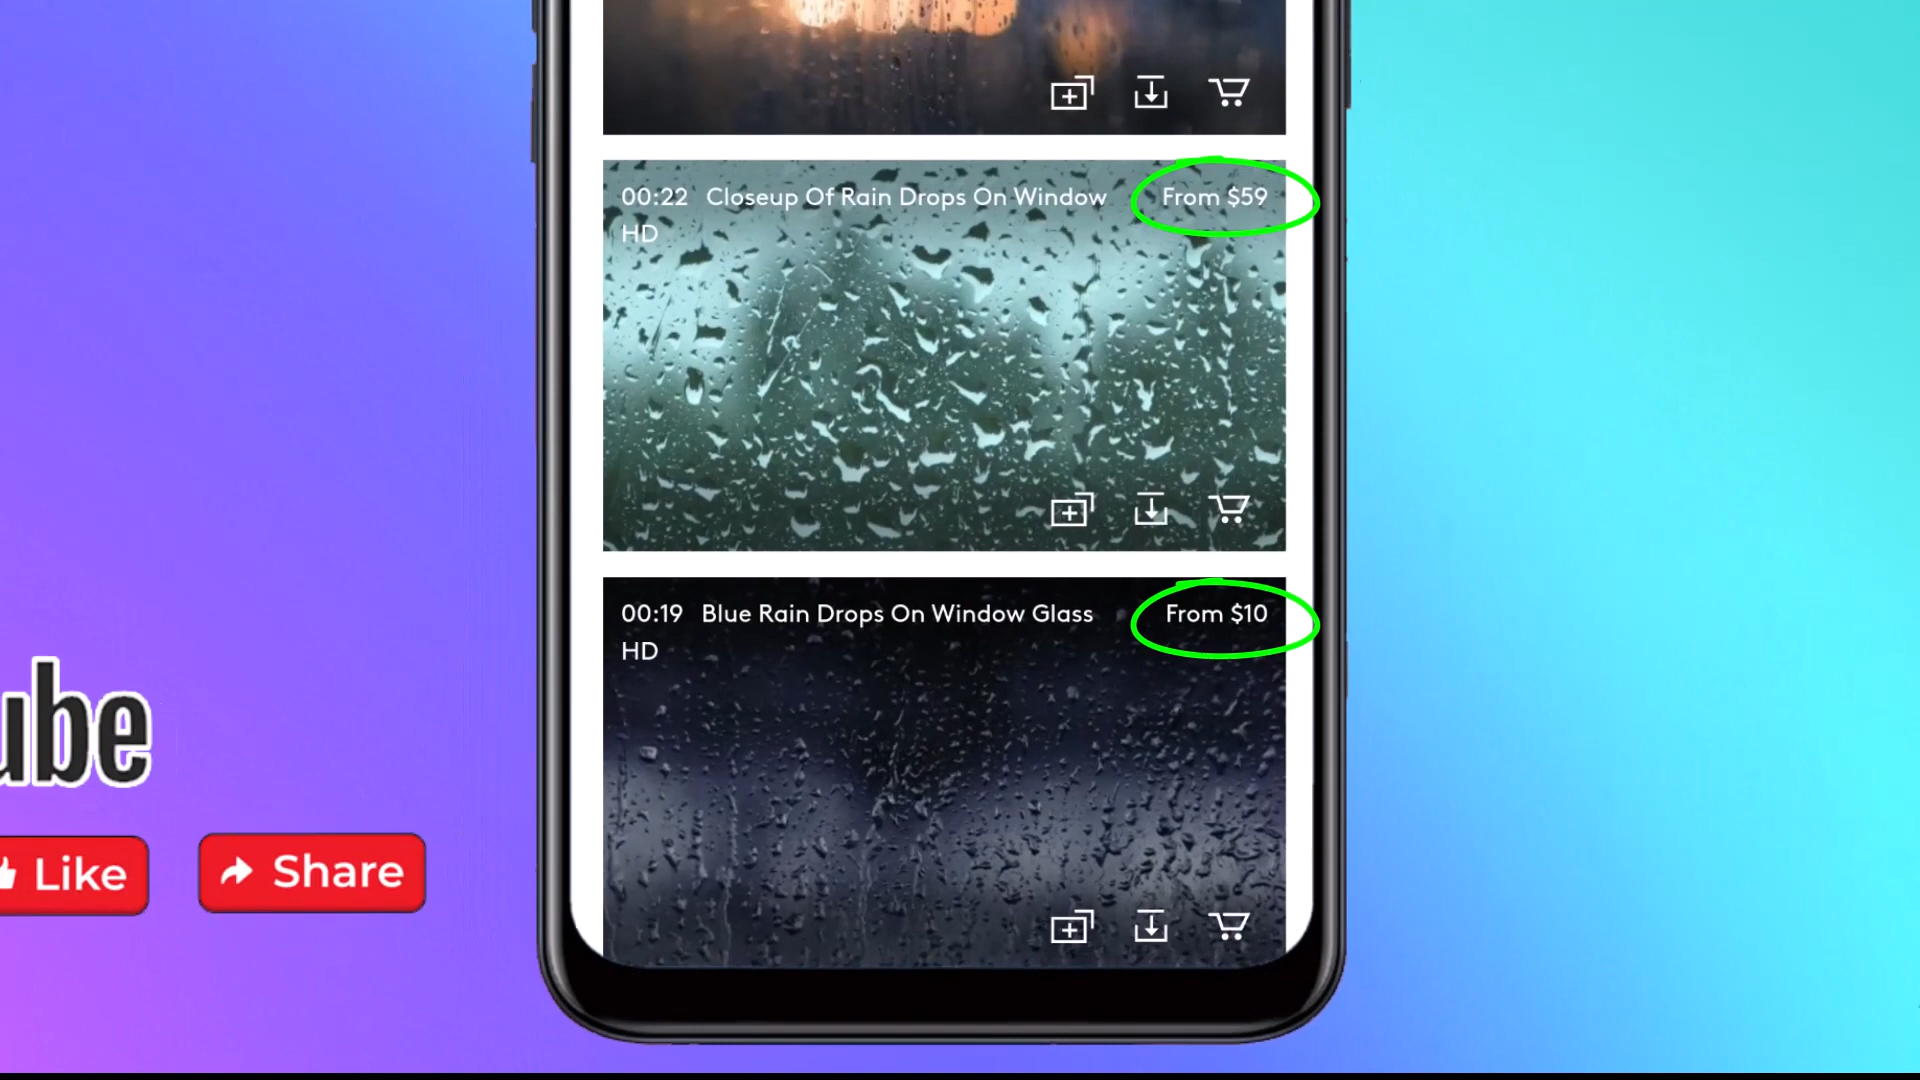 00:22 Closeup Of Rain Drops On Window From $59
HD
00:19 Blue Rain Drops On Window Glass From $10
HD
ube
Like
Share